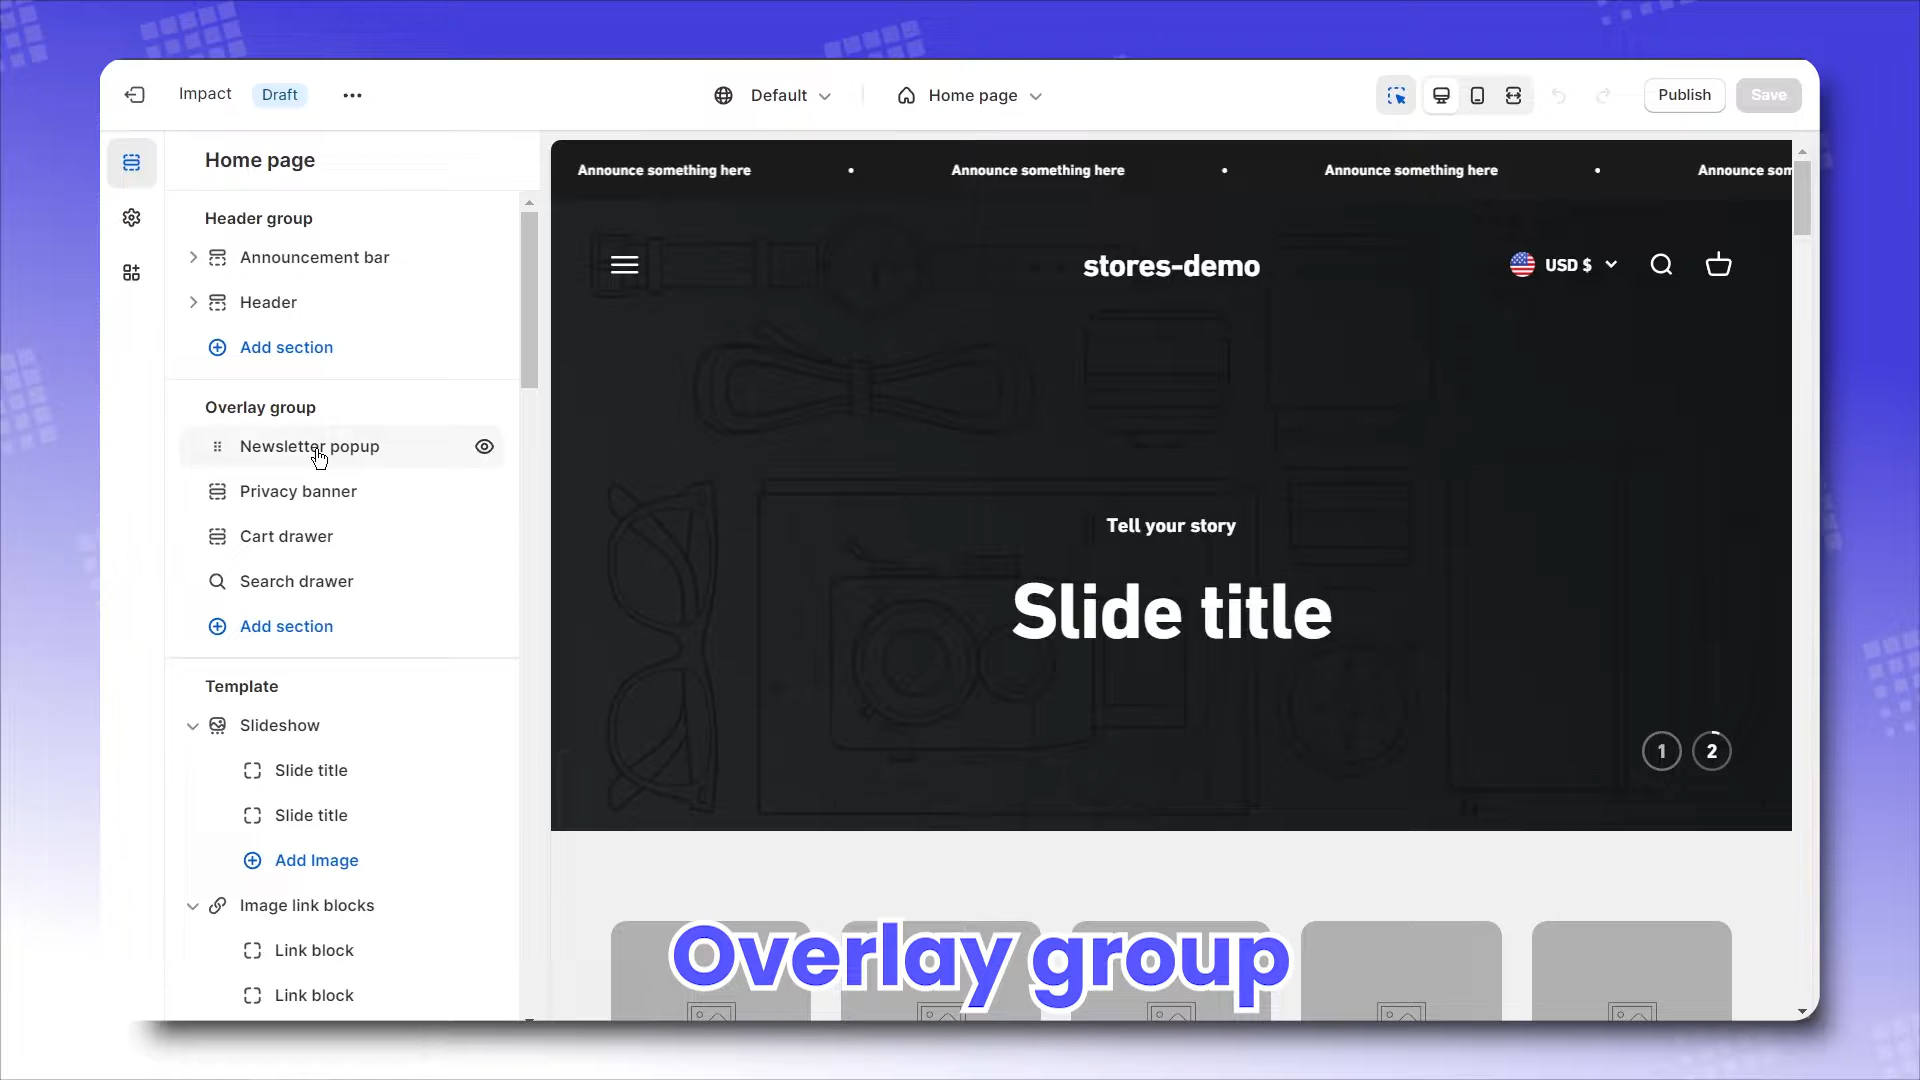 Impact
Draft
Default
Home page
Publish
Save
Home page
Header group
Announcement bar
Header
Add section
Overlay group
Newsletter popup
Privacy banner
Cart drawer
Search drawer
Add section
Template
Slideshow
Slide title
Slide title
Add Image
Image link blocks
Link block
Link block
Announce something here • Announce something here • Announce something here • Announce som
stores-demo
USD $
Tell your story
Slide title
1 2
Overlay group